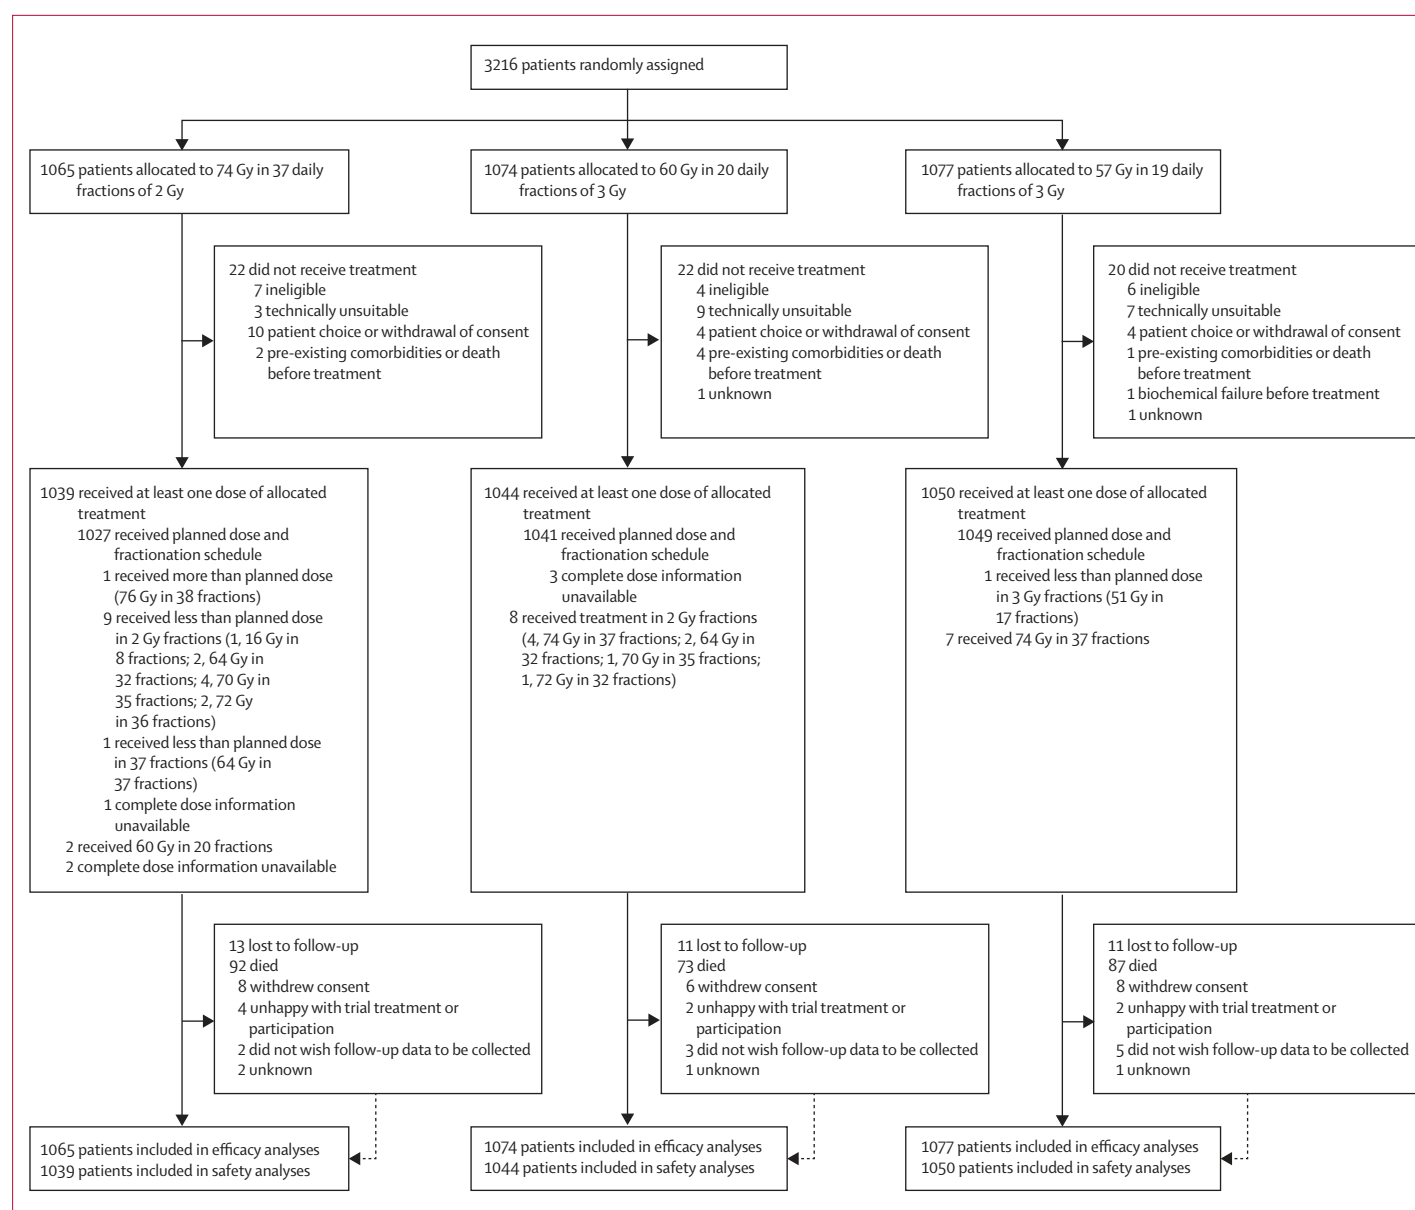 3216 patients randomly assigned
1065 patients allocated to 74 Gy in 37 daily
fractions of 2 Gy
1074 patients allocated to 60 Gy in 20 daily
fractions of 3 Gy
1077 patients allocated to 57 Gy in 19 daily
fractions of 3 Gy
22 did not receive treatment
7 ineligible
3 technically unsuitable
10 patient choice or withdrawal of consent
2 pre-existing comorbidities or death
before treatment
22 did not receive treatment
4 ineligible
9 technically unsuitable
4 patient choice or withdrawal of consent
4 pre-existing comorbidities or death
before treatment
1 unknown
20 did not receive treatment
6 ineligible
7 technically unsuitable
4 patient choice or withdrawal of consent
1 pre-existing comorbidities or death
before treatment
1 biochemical failure before treatment
1 unknown
1039 received at least one dose of allocated
treatment
1027 received planned dose and
fractionation schedule
1 received more than planned dose
(76 Gy in 38 fractions)
9 received less than planned dose
in 2 Gy fractions (1, 16 Gy in
8 fractions; 2, 64 Gy in
32 fractions; 4, 70 Gy in
35 fractions; 2, 72 Gy
in 36 fractions)
1 received less than planned dose
in 37 fractions (64 Gy in
37 fractions)
1 complete dose information
unavailable
2 received 60 Gy in 20 fractions
2 complete dose information unavailable
1044 received at least one dose of allocated
treatment
1041 received planned dose and
fractionation schedule
3 complete dose information
unavailable
8 received treatment in 2 Gy fractions
(4, 74 Gy in 37 fractions; 2, 64 Gy in
32 fractions; 1, 70 Gy in 35 fractions;
1, 72 Gy in 32 fractions)
1050 received at least one dose of allocated
treatment
1049 received planned dose and
fractionation schedule
1 received less than planned dose
in 3 Gy fractions (51 Gy in
17 fractions)
7 received 74 Gy in 37 fractions
13 lost to follow-up
92 died
8 withdrew consent
4 unhappy with trial treatment or
participation
2 did not wish follow-up data to be collected
2 unknown
11 lost to follow-up
73 died
6 withdrew consent
2 unhappy with trial treatment or
participation
3 did not wish follow-up data to be collected
1 unknown
11 lost to follow-up
87 died
8 withdrew consent
2 unhappy with trial treatment or
participation
5 did not wish follow-up data to be collected
1 unknown
1065 patients included in efficacy analyses
1039 patients included in safety analyses
1074 patients included in efficacy analyses
1044 patients included in safety analyses
1077 patients included in efficacy analyses
1050 patients included in safety analyses